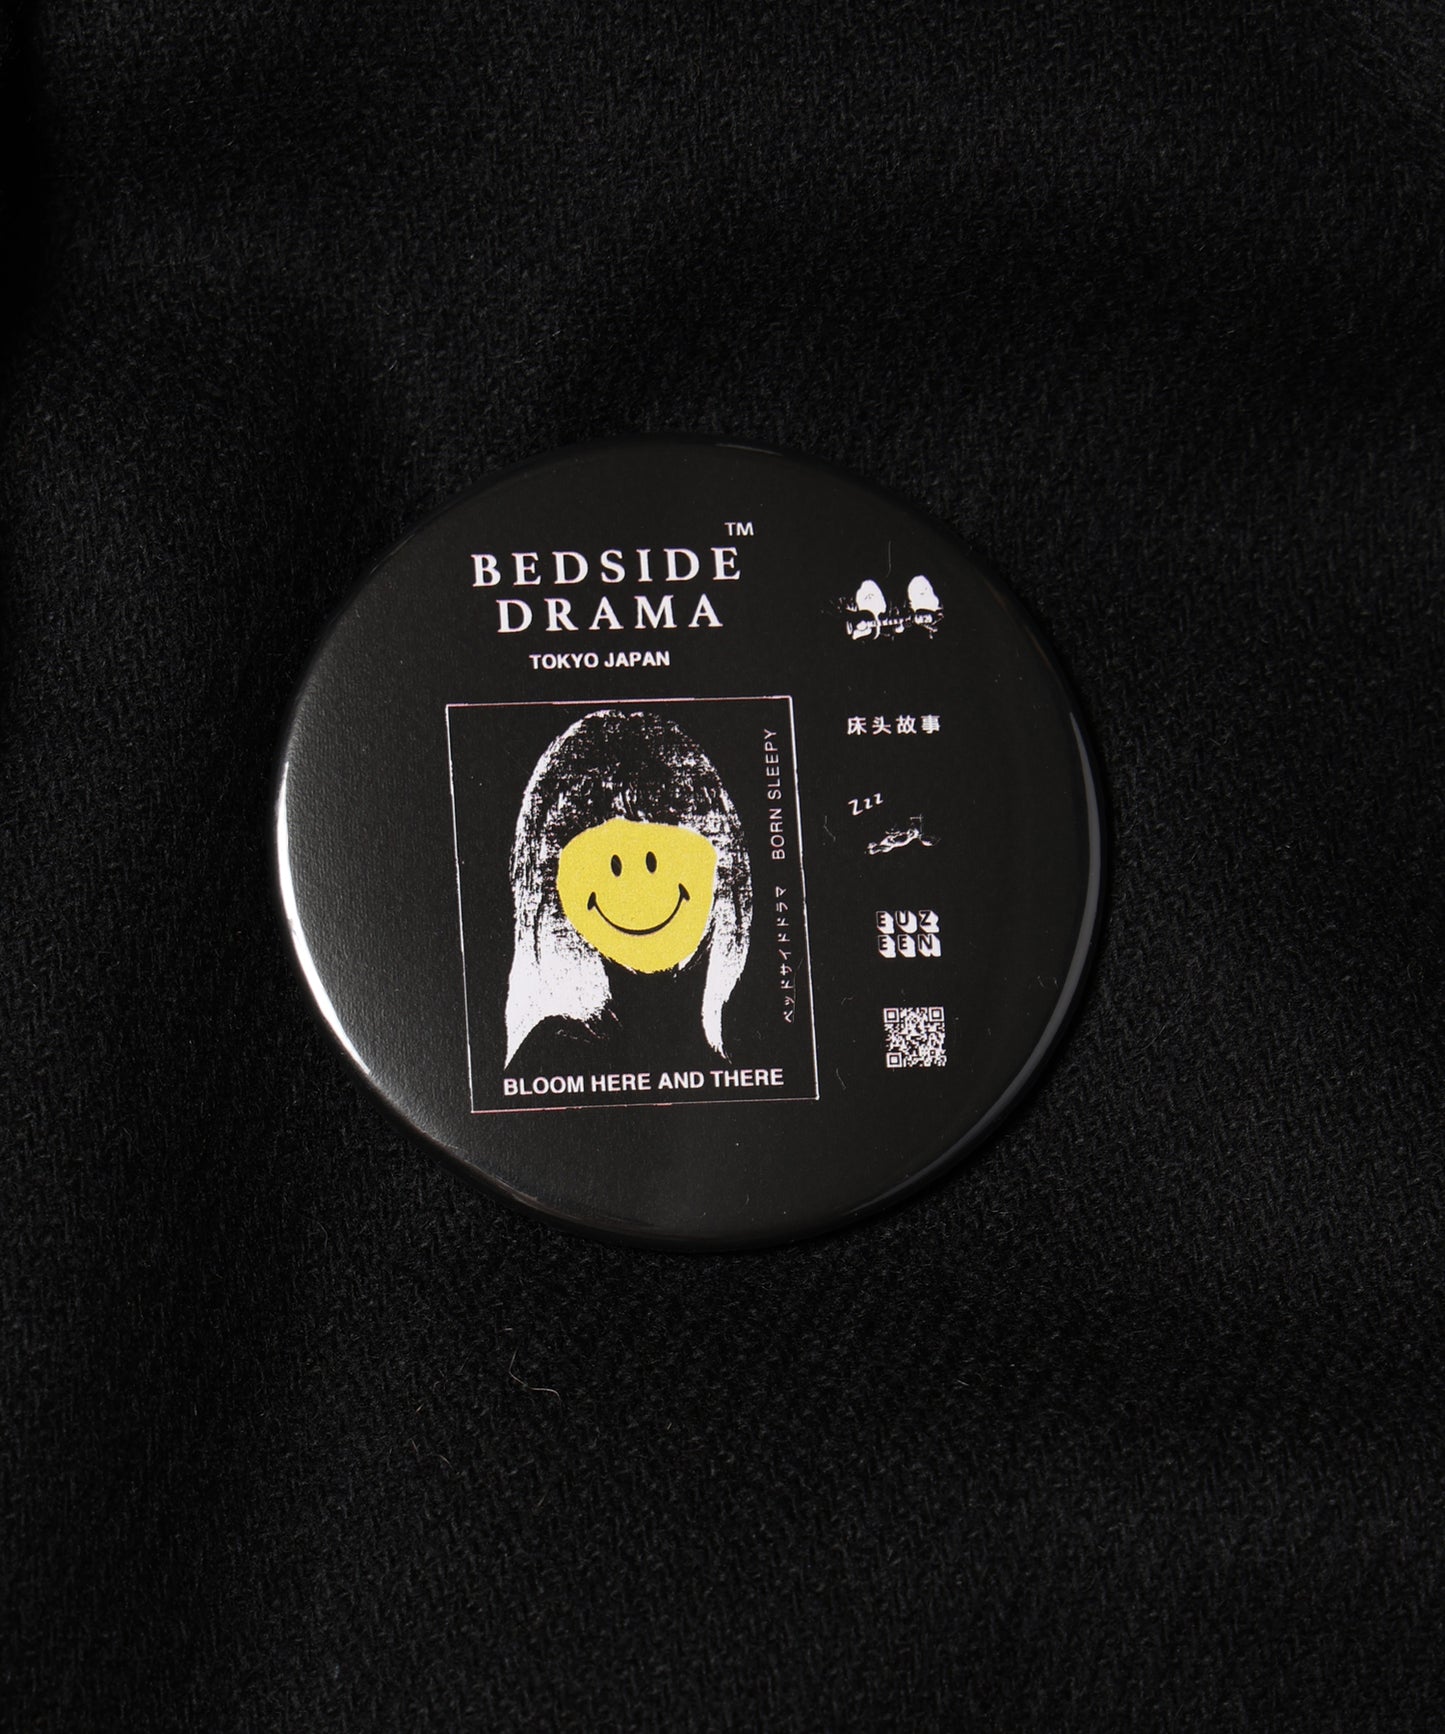 TM
BEDSIDE
DRAMA
TOKYO JAPAN
BORN SLEEPY
ベッドサイドドラマ
BLOOM HERE AND THERE
床头故事
Zzz
EUZ
EEN